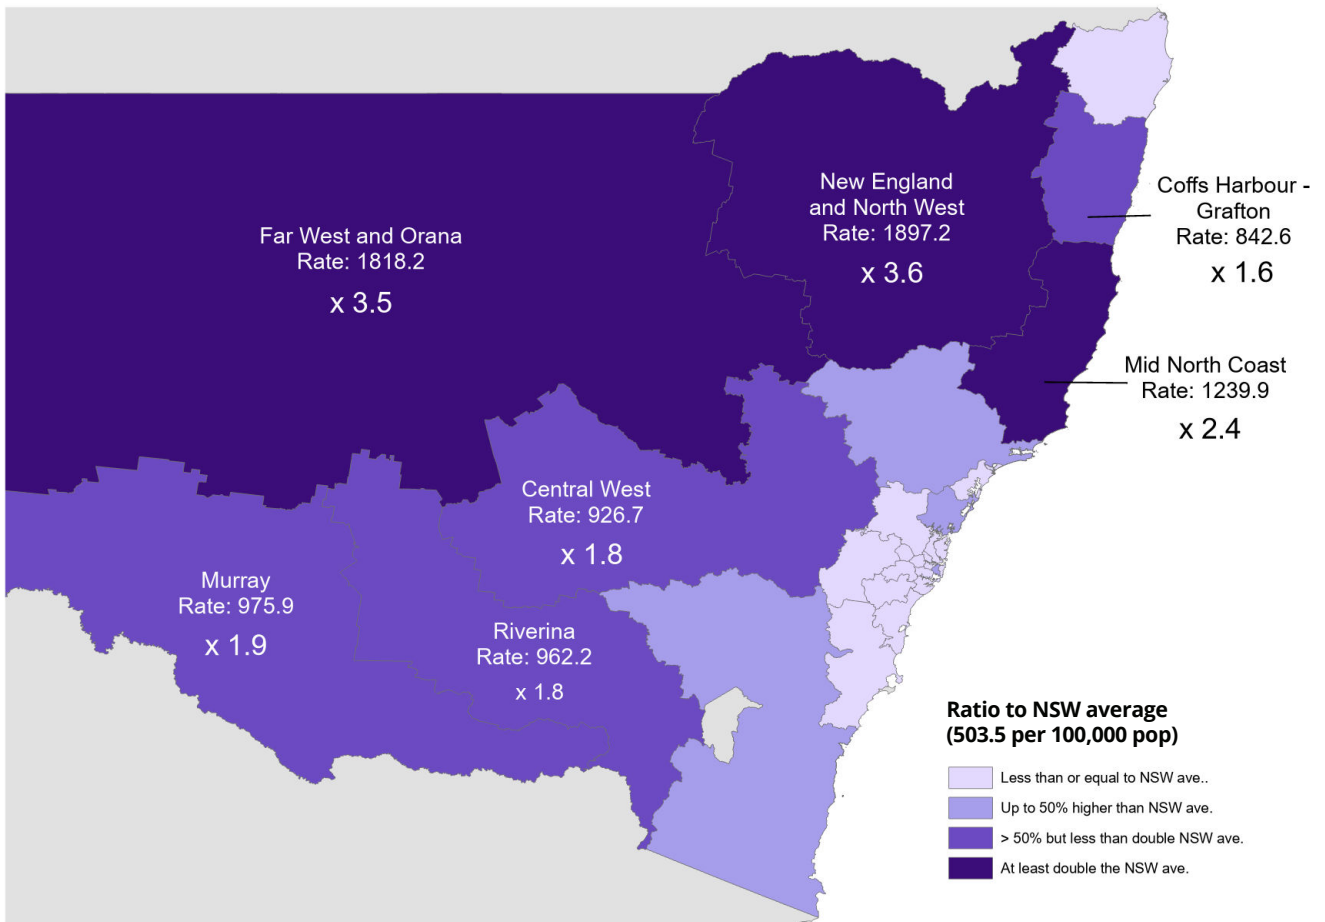 Far West and Orana
Rate: 1818.2
x 3.5
New England
and North West
Rate: 1897.2
x 3.6
Coffs Harbour -
Grafton
Rate: 842.6
x 1.6
Mid North Coast
Rate: 1239.9
x 2.4
Central West
Rate: 926.7
x 1.8
Murray
Rate: 975.9
x 1.9
Riverina
Rate: 962.2
x 1.8
Ratio to NSW average
(503.5 per 100,000 pop)
Less than or equal to NSW ave..
Up to 50% higher than NSW ave.
> 50% but less than double NSW ave.
At least double the NSW ave.